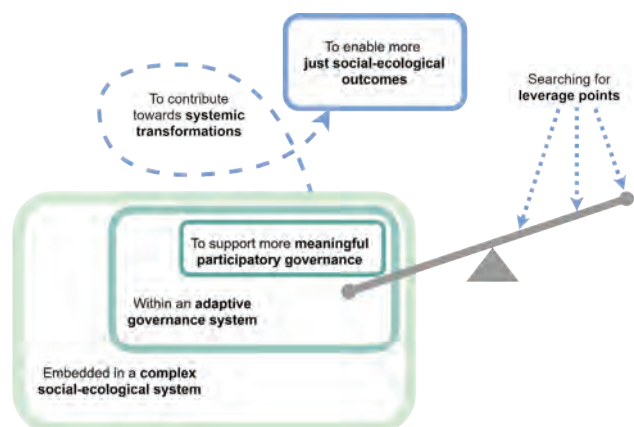 To enable more
just social-ecological
outcomes
Searching for
leverage points
To contribute
towards systemic
transformations
To support more meaningful
participatory governance
Within an adaptive
governance system
Embedded in a complex
social-ecological system